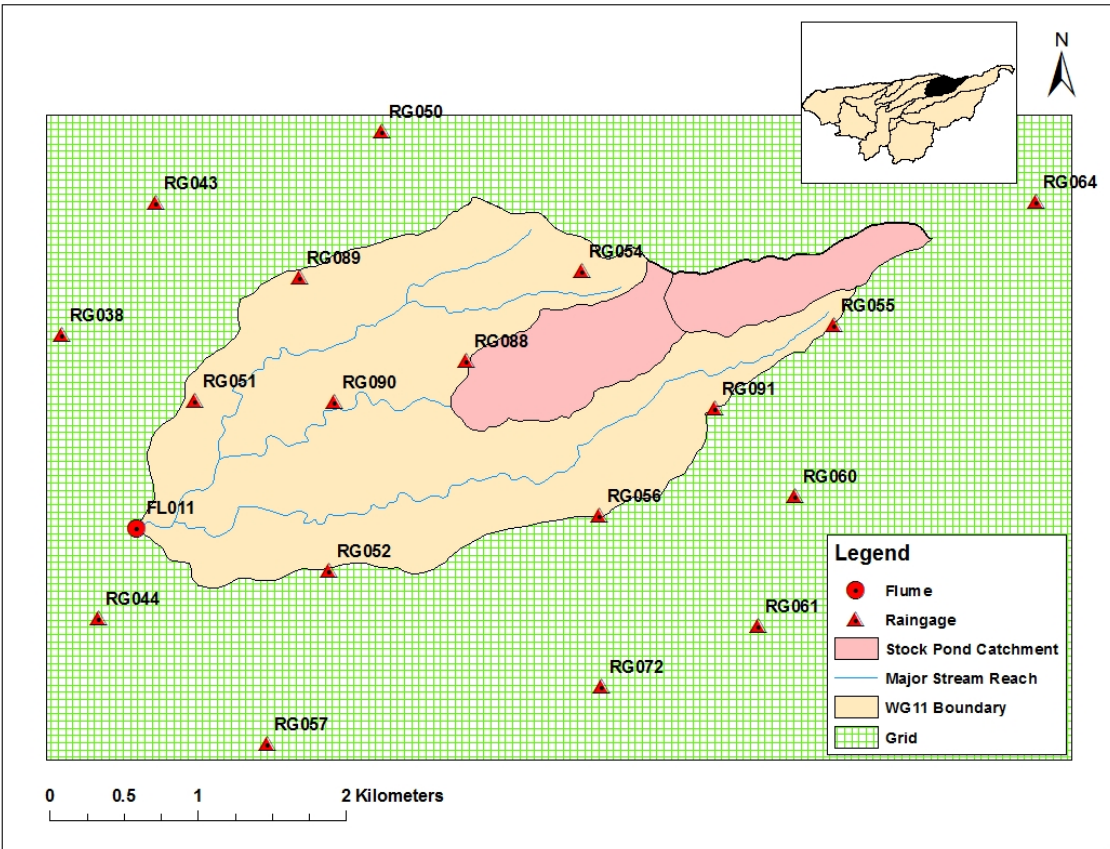 N
RG050
RG043
RG064
RG089
RG054
RG038
RG055
RG088
RG051
RG090
RG091
RG060
FL011
RG056
RG052
RG044
RG061
RG072
RG057
Legend
Flume
Raingage
Stock Pond Catchment
Major Stream Reach
WG11 Boundary
Grid
0 0.5 1 2 Kilometers